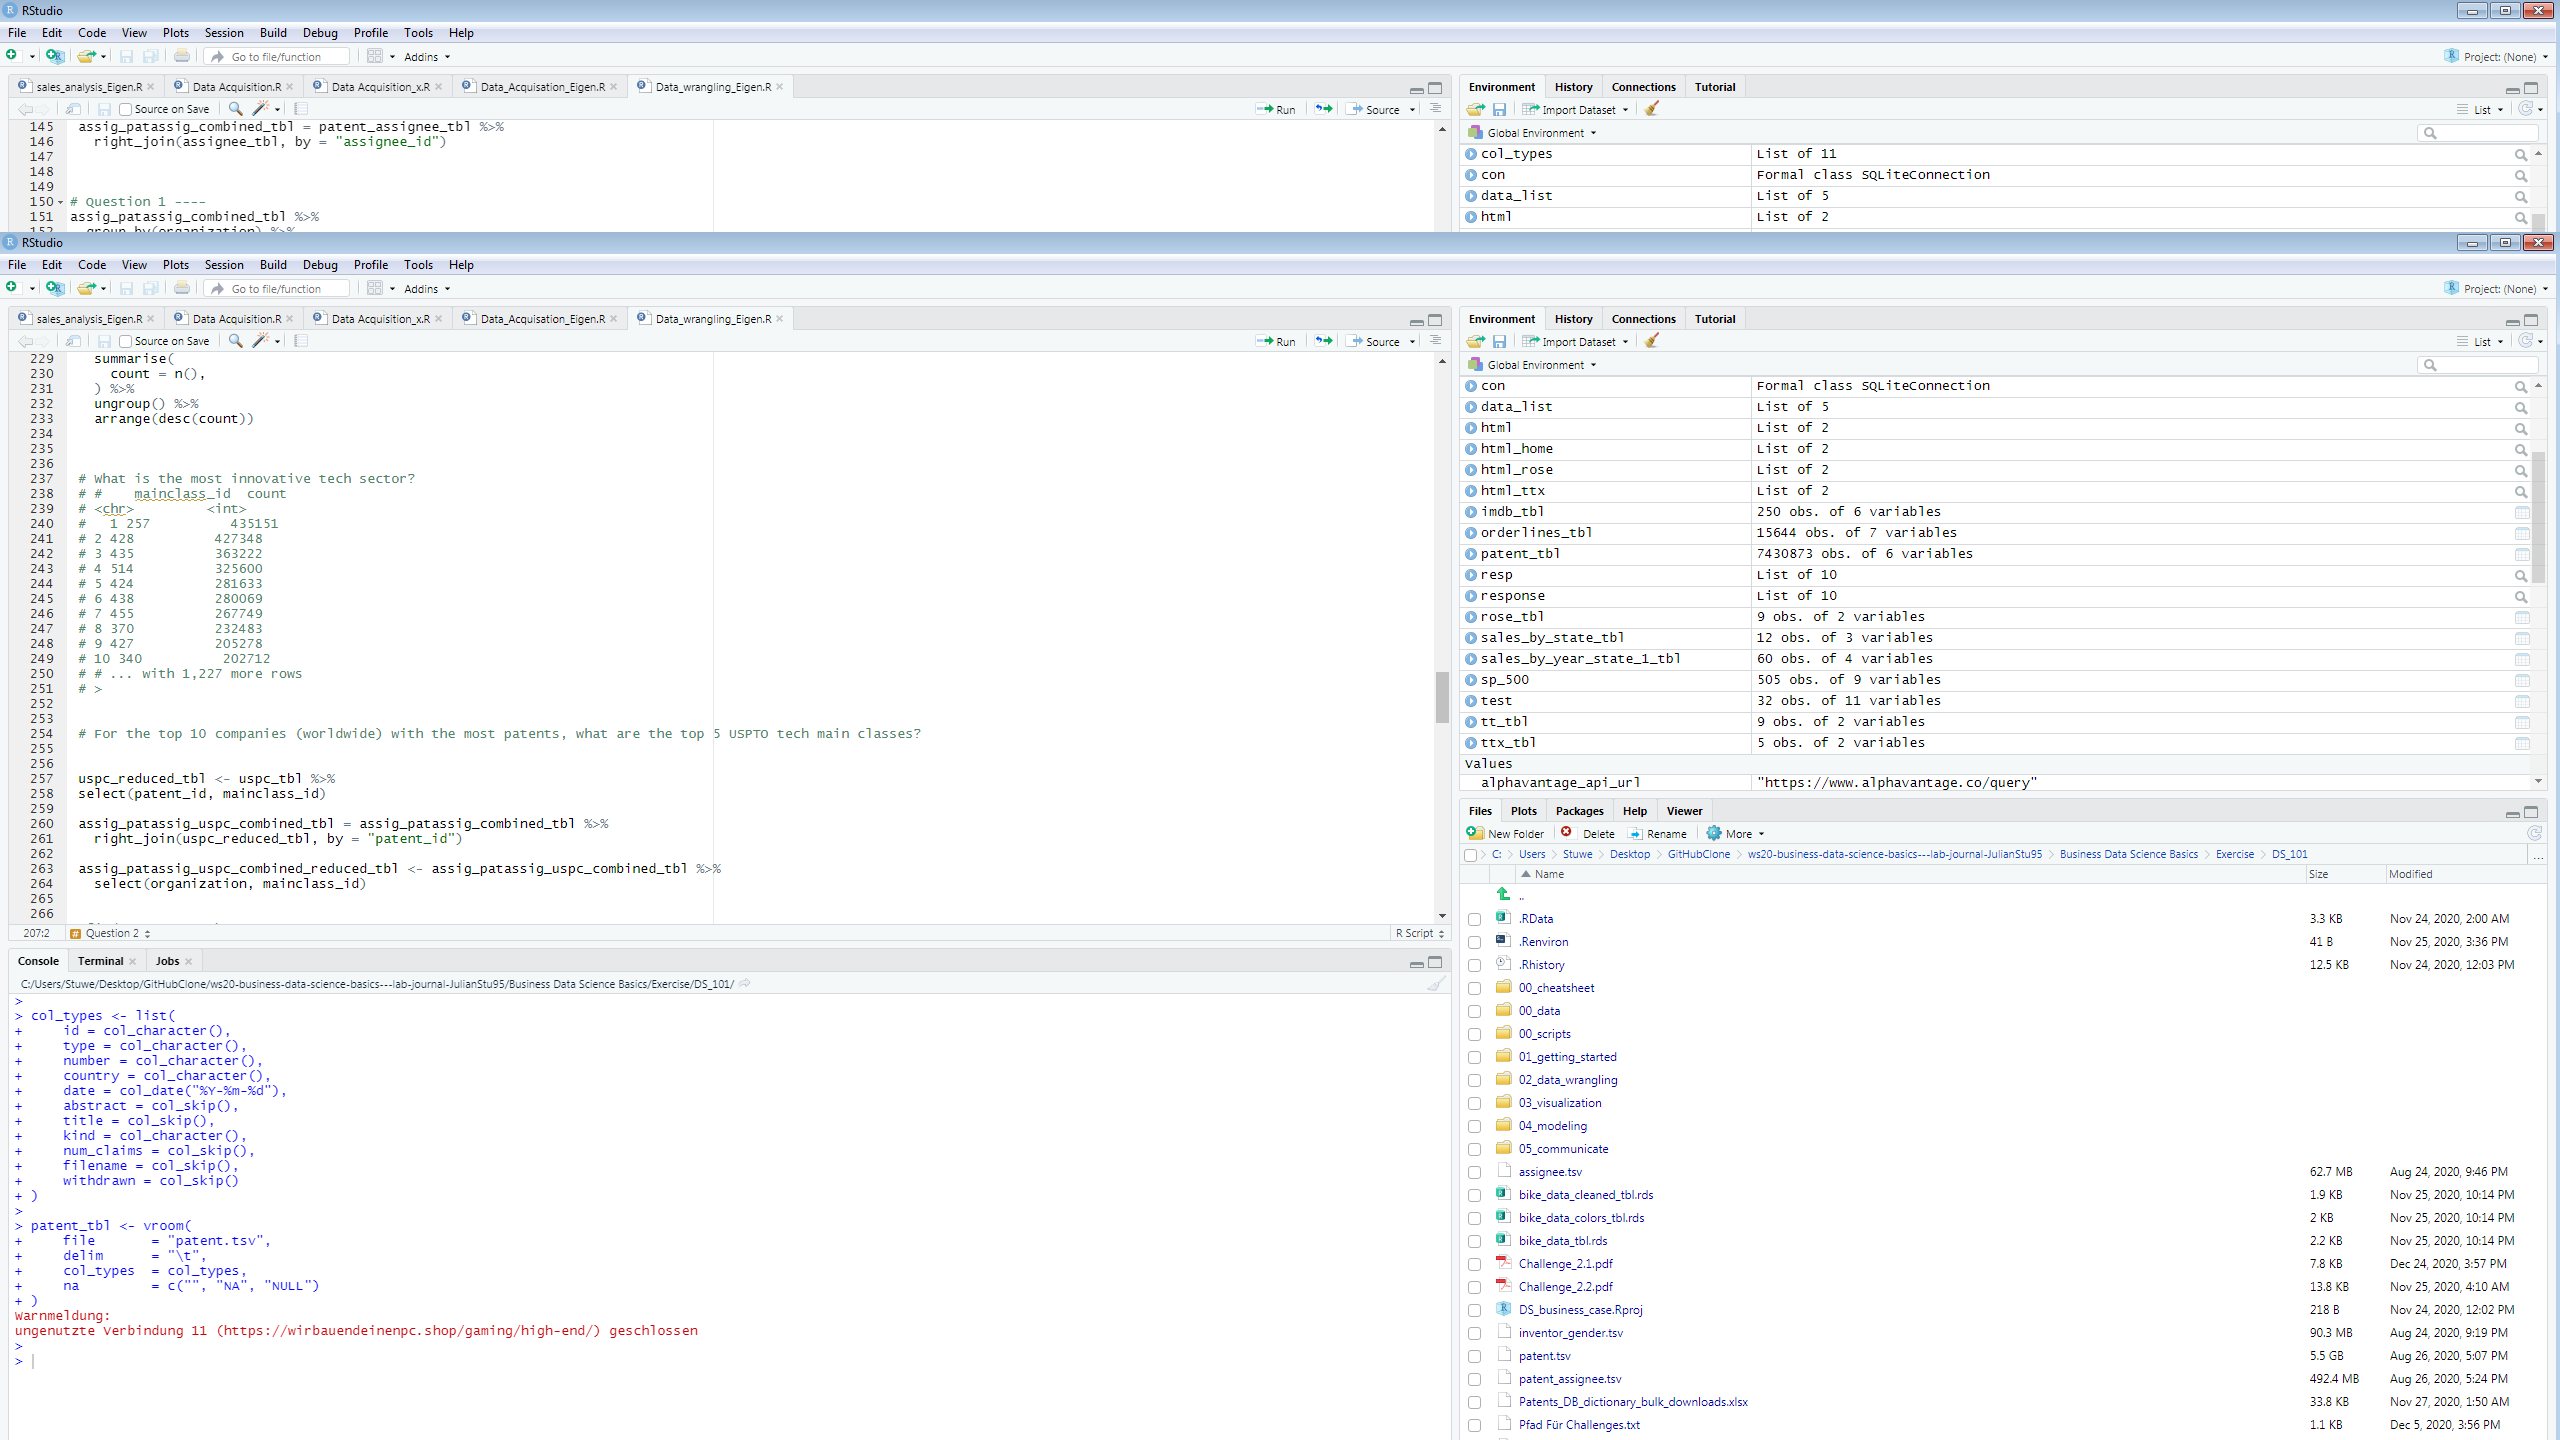 RStudio
File Edit Code View Plots Session Build Debug Profile Tools Help
Go to file/function Addins Project: (None)
sales_analysis_Eigen.R Data Acquisition.R Data Acquisition_x.R Data_Acquisation_Eigen.R Data_wrangling_Eigen.R
Source on Save Run Source
145 assig_patassig_combined_tbl = patent_assignee_tbl %>%
146 right_join(assignee_tbl, by = "assignee_id")
147
148
149
150 # Question 1 ----
151 assig_patassig_combined_tbl %>%
152 group_by(organization) %>%
Environment History Connections Tutorial
Import Dataset List
Global Environment
col_types List of 11
con Formal class SQLiteConnection
data_list List of 5
html List of 2
RStudio
File Edit Code View Plots Session Build Debug Profile Tools Help
Go to file/function Addins Project: (None)
sales_analysis_Eigen.R Data Acquisition.R Data Acquisition_x.R Data_Acquisation_Eigen.R Data_wrangling_Eigen.R
Source on Save Run Source
229 summarise(
230 count = n(),
231 ) %>%
232 ungroup() %>%
233 arrange(desc(count))
234
235
236
237 # What is the most innovative tech sector?
238 # # mainclass_id count
239 # <chr> <int>
240 # 1 257 435151
241 # 2 428 427348
242 # 3 435 363222
243 # 4 514 325600
244 # 5 424 281633
245 # 6 438 280069
246 # 7 455 267749
247 # 8 370 232483
248 # 9 427 205278
249 # 10 340 202712
250 # # ... with 1,227 more rows
251 # >
252
253
254 # For the top 10 companies (worldwide) with the most patents, what are the top 5 USPTO tech main classes?
255
256
257 uspc_reduced_tbl <- uspc_tbl %>%
258 select(patent_id, mainclass_id)
259
260 assig_patassig_uspc_combined_tbl = assig_patassig_combined_tbl %>%
261 right_join(uspc_reduced_tbl, by = "patent_id")
262
263 assig_patassig_uspc_combined_reduced_tbl <- assig_patassig_uspc_combined_tbl %>%
264 select(organization, mainclass_id)
265
266
207:2 Question 2 R Script
Console Terminal Jobs
C:/Users/Stuwe/Desktop/GitHubClone/ws20-business-data-science-basics---lab-journal-JulianStu95/Business Data Science Basics/Exercise/DS_101/
>
> col_types <- list(
+ id = col_character(),
+ type = col_character(),
+ number = col_character(),
+ country = col_character(),
+ date = col_date("%Y-%m-%d"),
+ abstract = col_skip(),
+ title = col_skip(),
+ kind = col_character(),
+ num_claims = col_skip(),
+ filename = col_skip(),
+ withdrawn = col_skip()
+ )
>
> patent_tbl <- vroom(
+ file = "patent.tsv",
+ delim = "\t",
+ col_types = col_types,
+ na = c("", "NA", "NULL")
+ )
Warnmeldung:
ungenutzte Verbindung 11 (https://wirbauendeinenpc.shop/gaming/high-end/) geschlossen
>
>
Environment History Connections Tutorial
Import Dataset List
Global Environment
con Formal class SQLiteConnection
data_list List of 5
html List of 2
html_home List of 2
html_rose List of 2
html_ttx List of 2
imdb_tbl 250 obs. of 6 variables
orderlines_tbl 15644 obs. of 7 variables
patent_tbl 7430873 obs. of 6 variables
resp List of 10
response List of 10
rose_tbl 9 obs. of 2 variables
sales_by_state_tbl 12 obs. of 3 variables
sales_by_year_state_1_tbl 60 obs. of 4 variables
sp_500 505 obs. of 9 variables
test 32 obs. of 11 variables
tt_tbl 9 obs. of 2 variables
ttx_tbl 5 obs. of 2 variables
Values
alphavantage_api_url "https://www.alphavantage.co/query"
Files Plots Packages Help Viewer
New Folder Delete Rename More
C: Users Stuwe Desktop GitHubClone ws20-business-data-science-basics---lab-journal-JulianStu95 Business Data Science Basics Exercise DS_101 ...
Name Size Modified
..
.RData 3.3 KB Nov 24, 2020, 2:00 AM
.Renviron 41 B Nov 25, 2020, 3:36 PM
.Rhistory 12.5 KB Nov 24, 2020, 12:03 PM
00_cheatsheet
00_data
00_scripts
01_getting_started
02_data_wrangling
03_visualization
04_modeling
05_communicate
assignee.tsv 62.7 MB Aug 24, 2020, 9:46 PM
bike_data_cleaned_tbl.rds 1.9 KB Nov 25, 2020, 10:14 PM
bike_data_colors_tbl.rds 2 KB Nov 25, 2020, 10:14 PM
bike_data_tbl.rds 2.2 KB Nov 25, 2020, 10:14 PM
Challenge_2.1.pdf 7.8 KB Dec 24, 2020, 3:57 PM
Challenge_2.2.pdf 13.8 KB Nov 25, 2020, 4:10 AM
DS_business_case.Rproj 218 B Nov 24, 2020, 12:02 PM
inventor_gender.tsv 90.3 MB Aug 24, 2020, 9:19 PM
patent.tsv 5.5 GB Aug 26, 2020, 5:07 PM
patent_assignee.tsv 492.4 MB Aug 26, 2020, 5:24 PM
Patents_DB_dictionary_bulk_downloads.xlsx 33.8 KB Nov 27, 2020, 1:50 AM
Pfad Für Challenges.txt 1.1 KB Dec 5, 2020, 3:56 PM